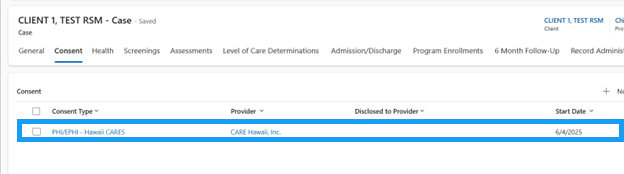 CLIENT 1, TEST RSM - Case - Saved
Case
CLIENT 1, TEST RSM
Client
General Consent Health Screenings Assessments Level of Care Determinations Admission/Discharge Program Enrollments 6 Month Follow-Up Record Administ
Consent
Consent Type Provider Disclosed to Provider Start Date
PHI/EPHI - Hawaii CARES CARE Hawaii, Inc. 6/4/2025